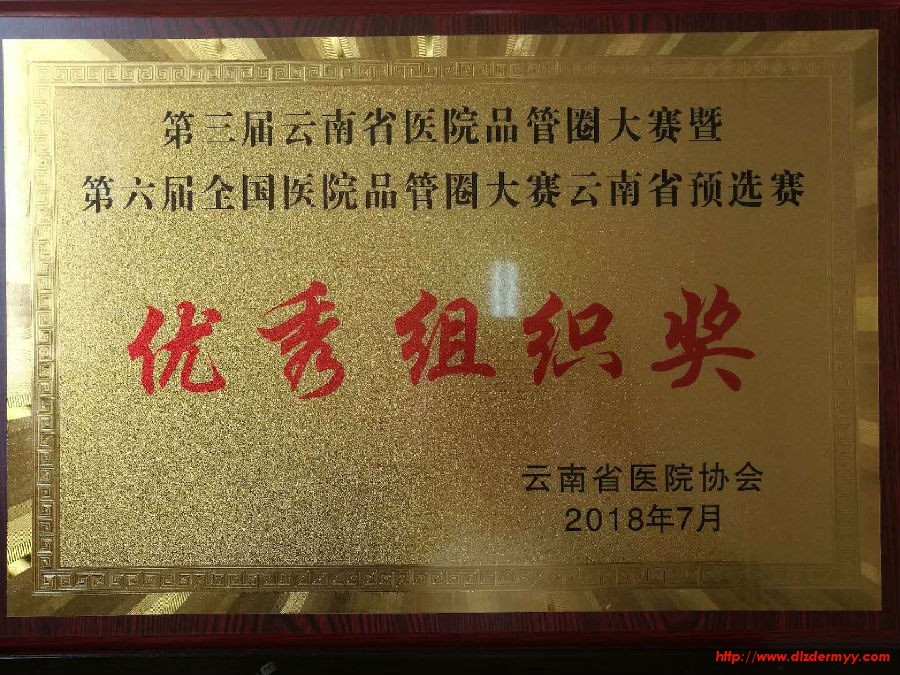 第三届云南省医院品管圈大赛暨
第六届全国医院品管圈大赛云南省预选赛
优秀组织奖
云南省医院协会
2018年7月
http://www.dlzdermyy.com